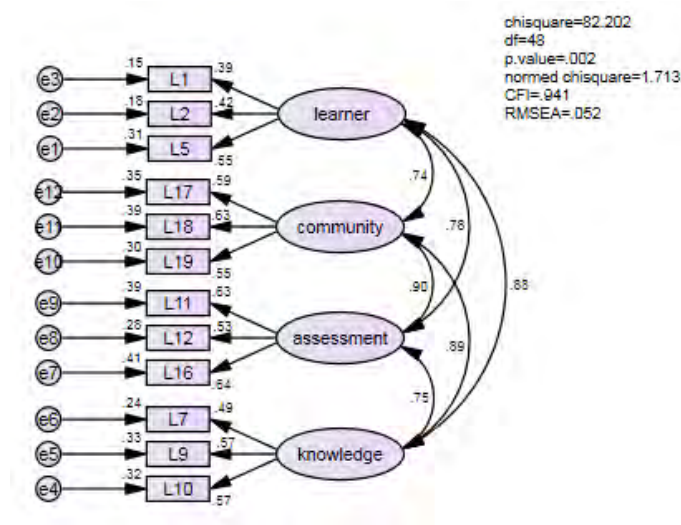 chisquare=82.202
df=48
p.value=.002
normed chisquare=1.713
CFI=.941
RMSEA=.052
e3 .15 L1 .39
e2 .18 L2 .42 learner
e1 .31 L5 .55
.74
e12 .35 L17 .59
.76
e11 .39 L18 .63 community
e10 .30 L19 .55
.90 .88
e9 .39 L11 .63
e8 .28 L12 .53 assessment
.89
e7 .41 L16 .64
.75
e6 .24 L7 .49
e5 .33 L9 .57 knowledge
e4 .32 L10 .57